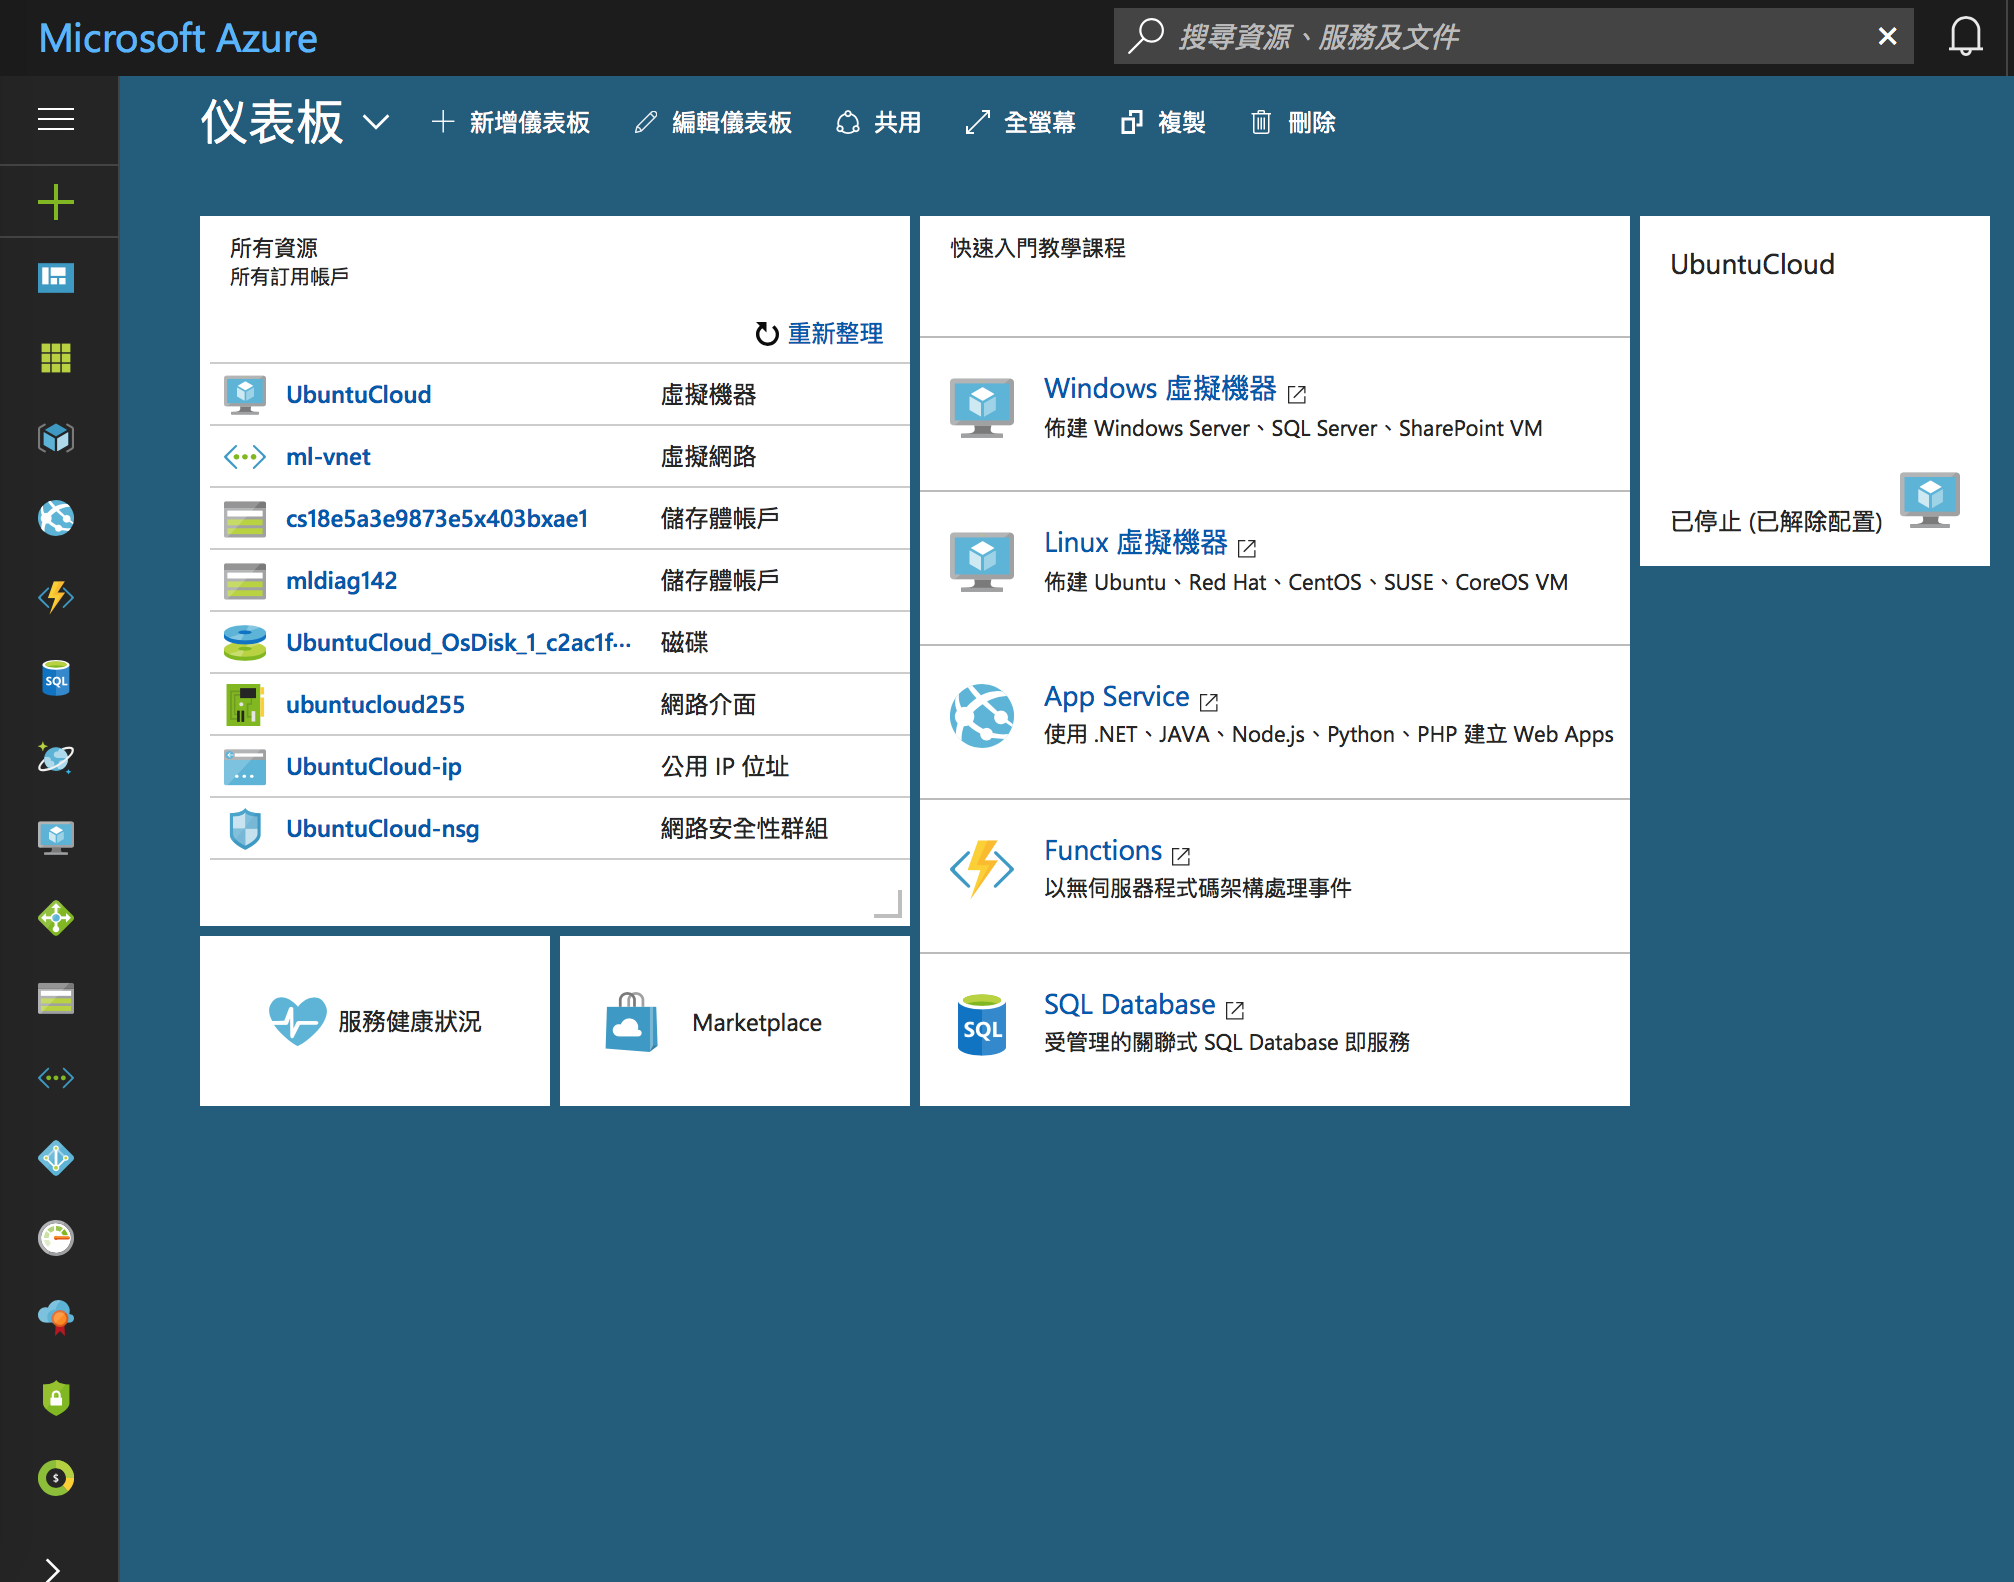 Microsoft Azure
搜尋資源、服務及文件
仪表板
新增儀表板
編輯儀表板
共用
全螢幕
複製
刪除
所有資源
所有訂用帳戶
重新整理
UbuntuCloud 虛擬機器
ml-vnet 虛擬網路
cs18e5a3e9873e5x403bxae1 儲存體帳戶
mldiag142 儲存體帳戶
UbuntuCloud_OsDisk_1_c2ac1f... 磁碟
ubuntucloud255 網路介面
UbuntuCloud-ip 公用 IP 位址
UbuntuCloud-nsg 網路安全性群組
服務健康狀況
Marketplace
快速入門教學課程
Windows 虛擬機器
佈建 Windows Server、SQL Server、SharePoint VM
Linux 虛擬機器
佈建 Ubuntu、Red Hat、CentOS、SUSE、CoreOS VM
App Service
使用 .NET、JAVA、Node.js、Python、PHP 建立 Web Apps
Functions
以無伺服器程式碼架構處理事件
SQL
SQL Database
受管理的關聯式 SQL Database 即服務
UbuntuCloud
已停止 (已解除配置)
SQL
$